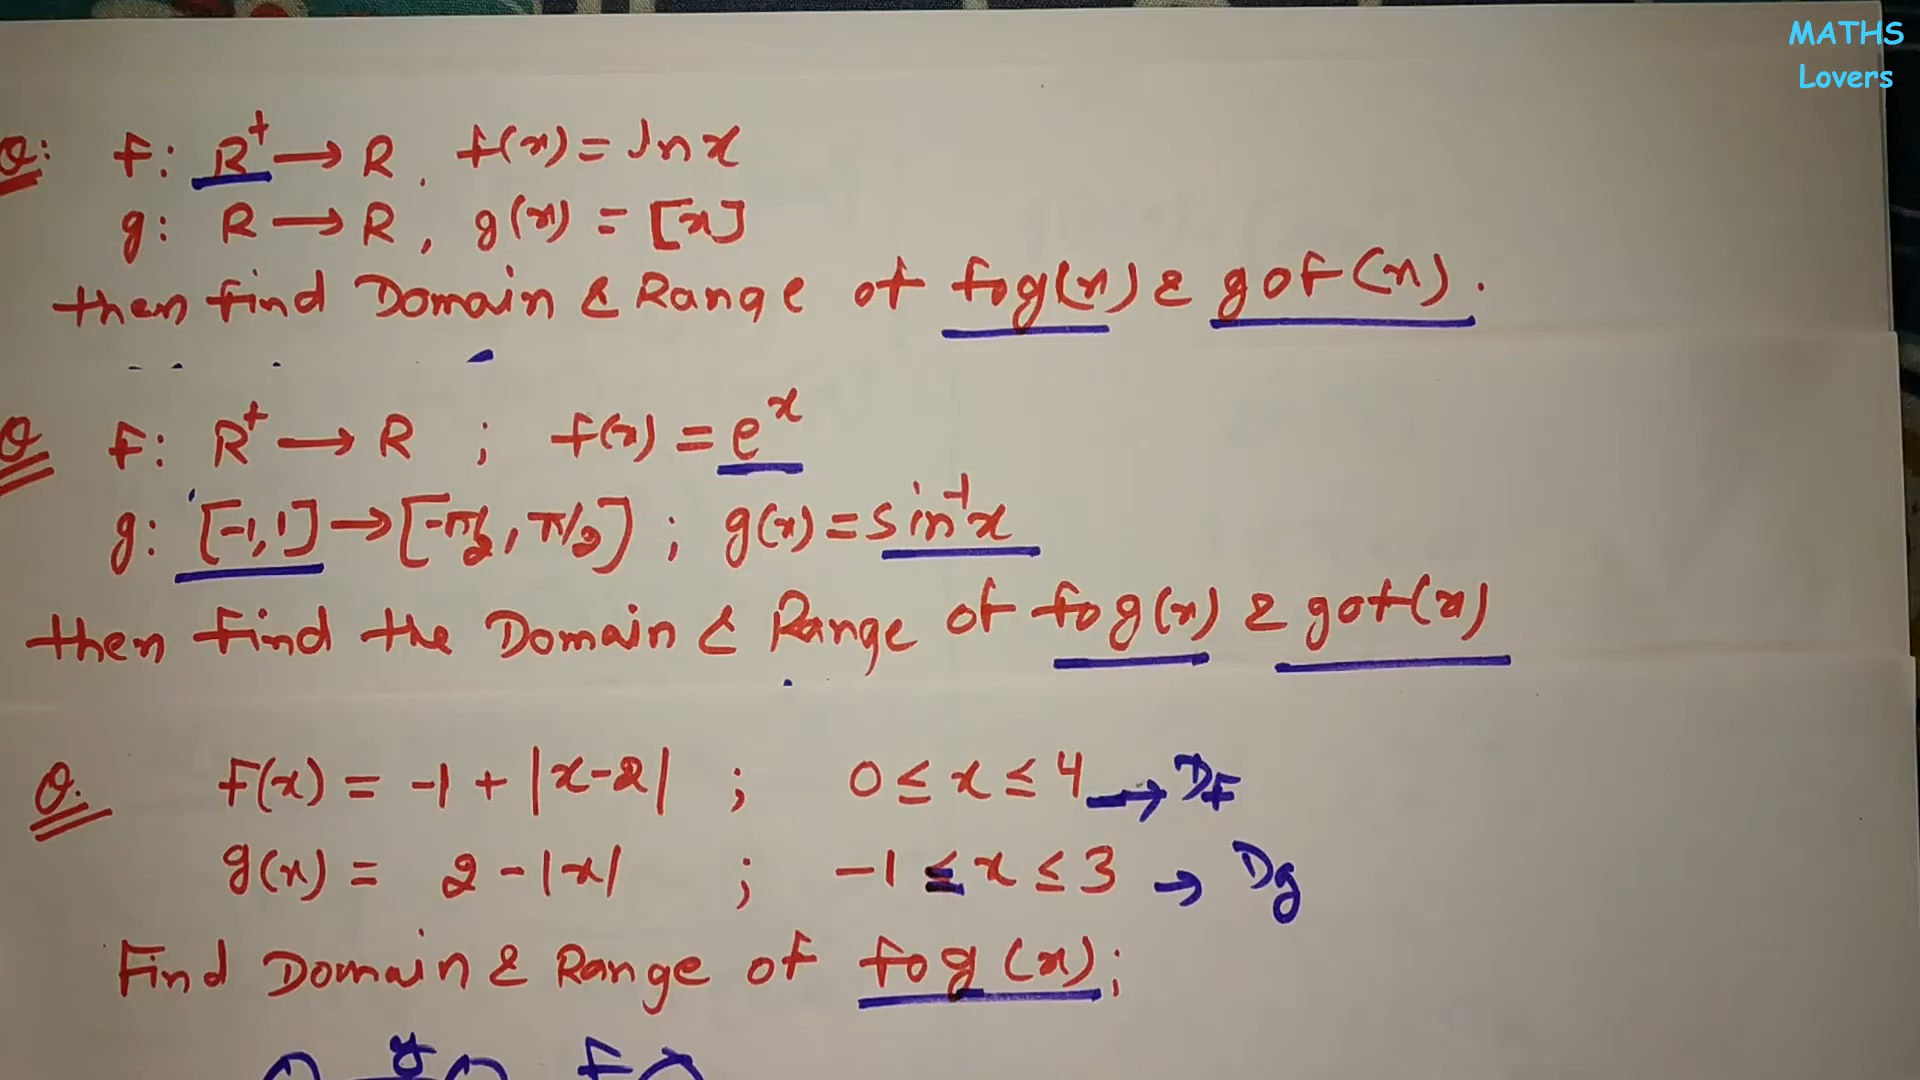 MATHS
Lovers
Q: f: R⁺ → R, f(x) = ln x
g: R → R, g(x) = [x]
then find Domain & Range of fog(x) & gof(x).
Q f: R⁺ → R ; f(x) = eˣ
g: [-1,1] → [-π/2, π/2] ; g(x) = sin⁻¹x
then find the Domain & Range of fog(x) & gof(x)
Q. f(x) = -1 + |x-2| ; 0 ≤ x ≤ 4 → Df
g(x) = 2 - |x| ; -1 ≤ x ≤ 3 → Dg
Find Domain & Range of fog(x);
g f